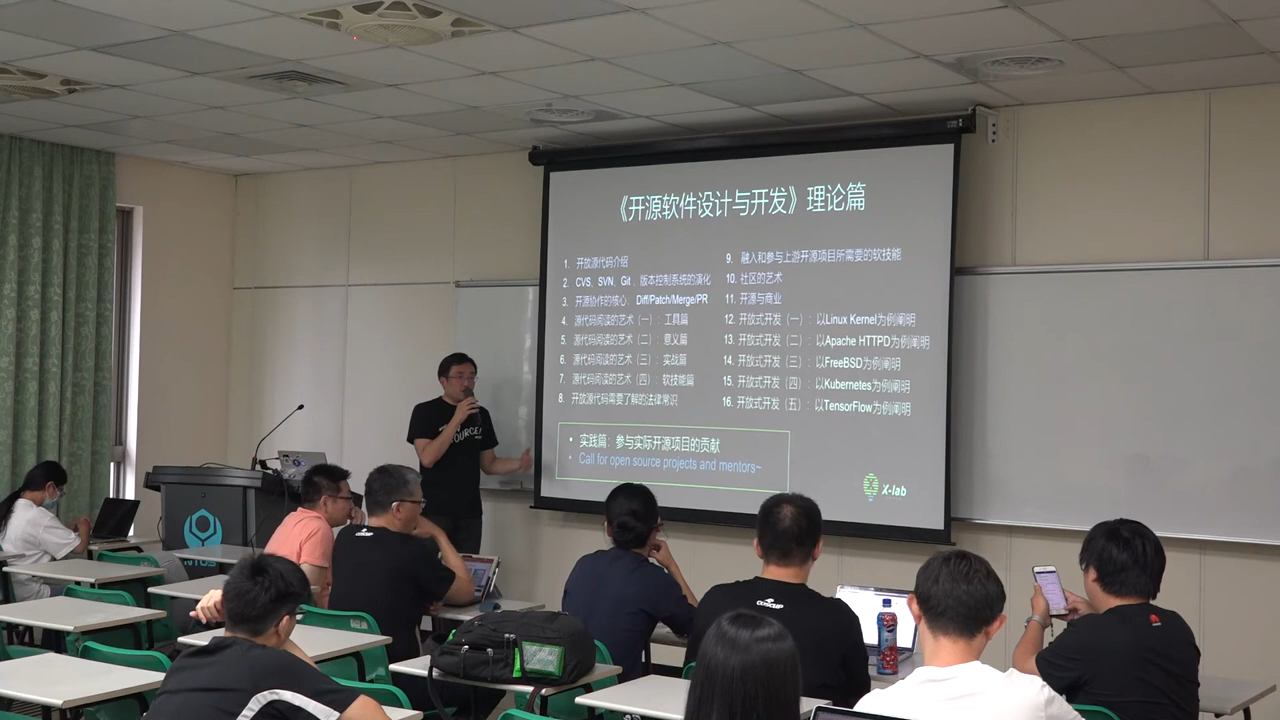 《开源软件设计与开发》理论篇
1. 开放源代码介绍
2. CVS、SVN、Git，版本控制系统的演化
3. 开源协作的核心：Diff/Patch/Merge/PR
4. 源代码阅读的艺术（一）：工具篇
5. 源代码阅读的艺术（二）：意义篇
6. 源代码阅读的艺术（三）：实战篇
7. 源代码阅读的艺术（四）：软技能篇
8. 开放源代码需要了解的法律常识
9. 融入和参与上游开源项目所需要的软技能
10. 社区的艺术
11. 开源与商业
12. 开放式开发（一）：以Linux Kernel为例阐明
13. 开放式开发（二）：以Apache HTTPD为例阐明
14. 开放式开发（三）：以FreeBSD为例阐明
15. 开放式开发（四）：以Kubernetes为例阐明
16. 开放式开发（五）：以TensorFlow为例阐明
• 实践篇：参与实际开源项目的贡献
• Call for open source projects and mentors~
X-lab
NTUS
COSCUP
COSCUP